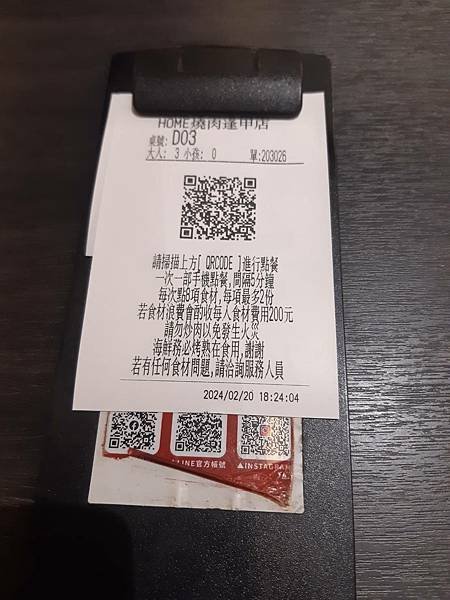 HOME燒肉逢甲店
桌號: D03
大人: 3 小孩: 0 單:203026
請掃描上方[ QRCODE ]進行點餐
一次一部手機點餐,間隔5分鐘
每次點8項食材,每項最多2份
若食材浪費會酌收每人食材費用200元
請勿炒肉以免發生火災
海鮮務必烤熟在食用,謝謝
若有任何食材問題,請洽詢服務人員
2024/02/20 18:24:04
LINE官方帳號 ▲INSTAGRAM